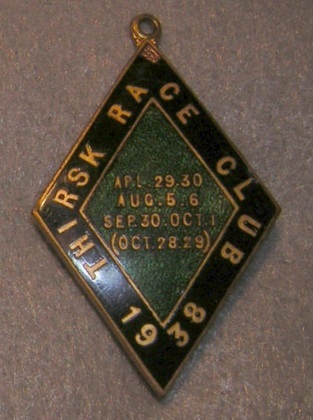 THIRSK RACE CLUB
APL. 29.30
AUG. 5.6
SEP. 30. OCT. 1
(OCT. 28.29)
1938